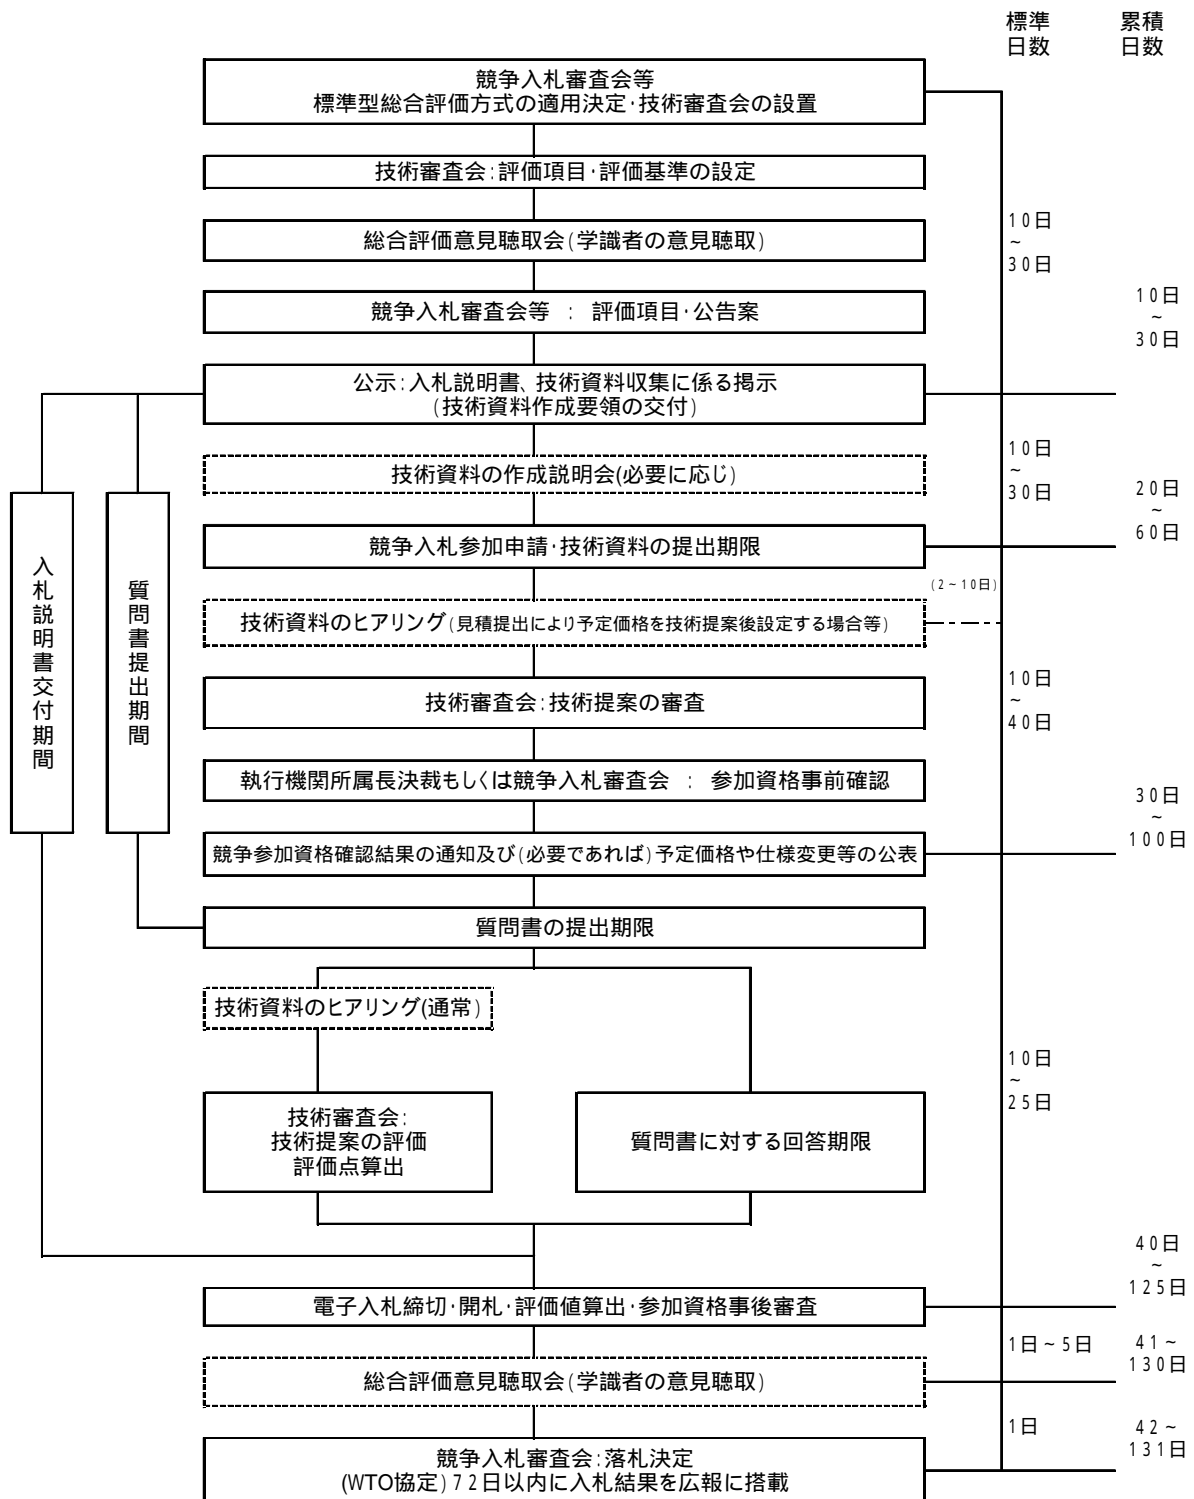 標準
日数
累積
日数
競争入札審査会等
標準型総合評価方式の適用決定・技術審査会の設置
技術審査会：評価項目・評価基準の設定
総合評価意見聴取会（学識者の意見聴取）
10日
～
30日
競争入札審査会等　：　評価項目・公告案
10日
～
30日
公示：入札説明書、技術資料収集に係る掲示
（技術資料作成要領の交付）
技術資料の作成説明会(必要に応じ）
10日
～
30日
20日
～
60日
競争入札参加申請・技術資料の提出期限
（2～10日）
技術資料のヒアリング（見積提出により予定価格を技術提案後設定する場合等）
入札説明書交付期間
質問書提出期間
技術審査会：技術提案の審査
10日
～
40日
執行機関所属長決裁もしくは競争入札審査会　：　参加資格事前確認
30日
～
100日
競争参加資格確認結果の通知及び（必要であれば）予定価格や仕様変更等の公表
質問書の提出期限
技術資料のヒアリング(通常）
技術審査会：
技術提案の評価
評価点算出
質問書に対する回答期限
10日
～
25日
40日
～
125日
電子入札締切・開札・評価値算出・参加資格事後審査
1日～5日
41～
130日
総合評価意見聴取会（学識者の意見聴取）
1日
42～
131日
競争入札審査会：落札決定
(WTO協定）72日以内に入札結果を広報に搭載